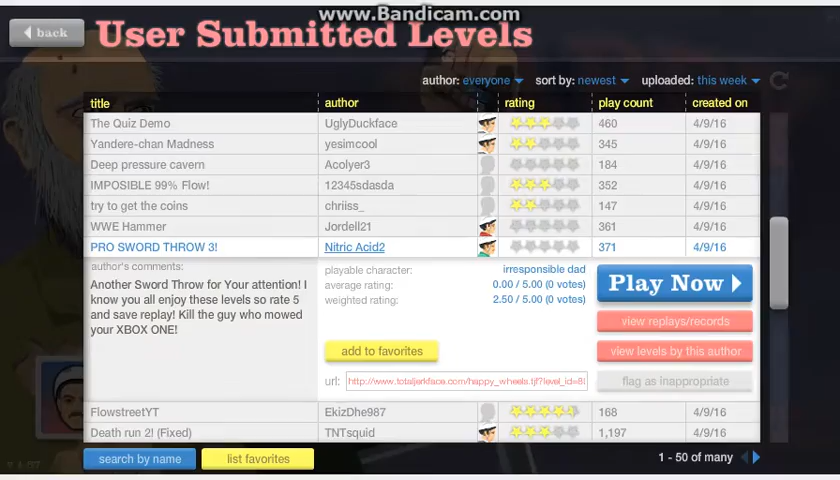 www.Bandicam.com
back
User Submitted Levels
author: everyone sort by: newest uploaded: this week
title author rating play count created on
The Quiz Demo UglyDuckface 460 4/9/16
Yandere-chan Madness yesimcool 345 4/9/16
Deep pressure cavern Acolyer3 184 4/9/16
IMPOSIBLE 99% Flow! 12345sdasda 352 4/9/16
try to get the coins chriiss_ 147 4/9/16
WWE Hammer Jordell21 361 4/9/16
PRO SWORD THROW 3! Nitric Acid2 371 4/9/16
author's comments:
Another Sword Throw for Your attention! I
know you all enjoy these levels so rate 5
and save replay! Kill the guy who mowed
your XBOX ONE!
playable character: irresponsible dad
average rating: 0.00 / 5.00 (0 votes)
weighted rating: 2.50 / 5.00 (0 votes)
add to favorites
url: http://www.totaljerkface.com/happy_wheels.tjf?level_id=8
Play Now
view replays/records
view levels by this author
flag as inappropriate
FlowstreetYT EkizDhe987 168 4/9/16
Death run 2! (Fixed) TNTsquid 1,197 4/9/16
search by name list favorites 1 - 50 of many